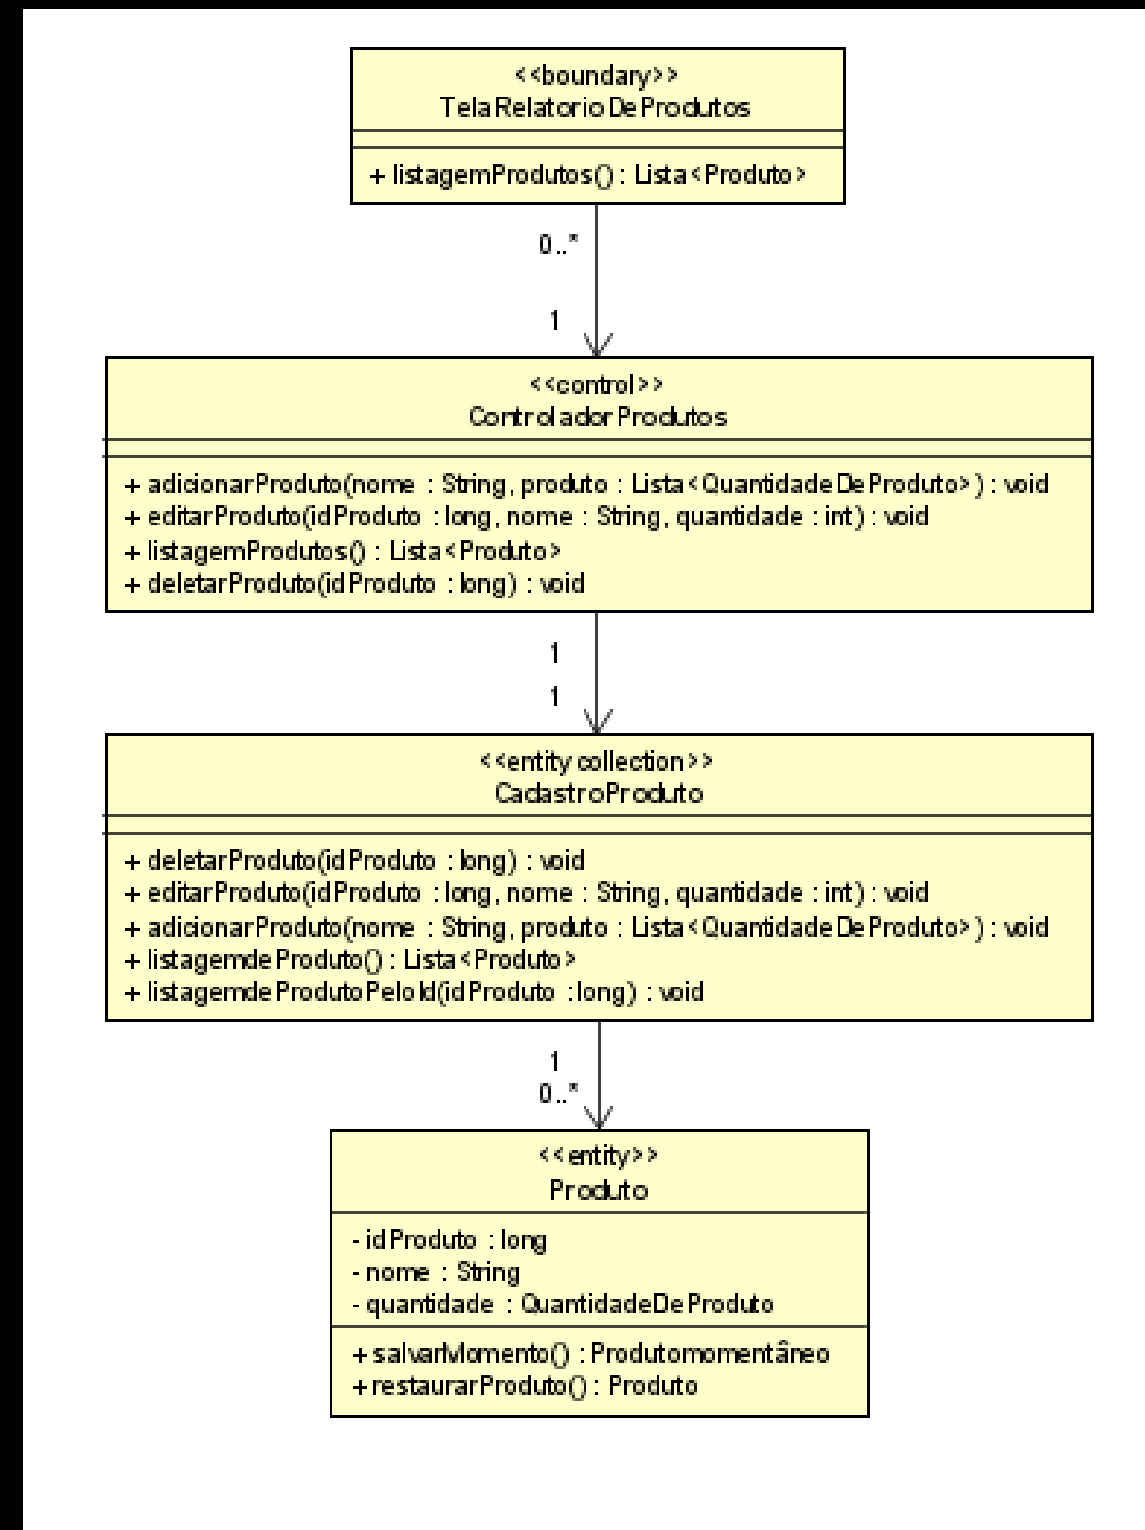 <<boundary>>
TelaRelatorioDeProdutos
+ listagemProdutos() : Lista<Produto>
0..*
1
<<control>>
ControladorProdutos
+ adicionarProduto(nome : String, produto : Lista<QuantidadeDeProduto>) : void
+ editarProduto(idProduto : long, nome : String, quantidade : int) : void
+ listagemProdutos() : Lista<Produto>
+ deletarProduto(idProduto : long) : void
1
1
<<entity collection>>
CadastroProduto
+ deletarProduto(idProduto : long) : void
+ editarProduto(idProduto : long, nome : String, quantidade : int) : void
+ adicionarProduto(nome : String, produto : Lista<QuantidadeDeProduto>) : void
+ listagemdeProduto() : Lista<Produto>
+ listagemdeProdutoPeloId(idProduto : long) : void
1
0..*
<<entity>>
Produto
- idProduto : long
- nome : String
- quantidade : QuantidadeDeProduto
+ salvarMomento() : Produtomomentâneo
+ restaurarProduto() : Produto